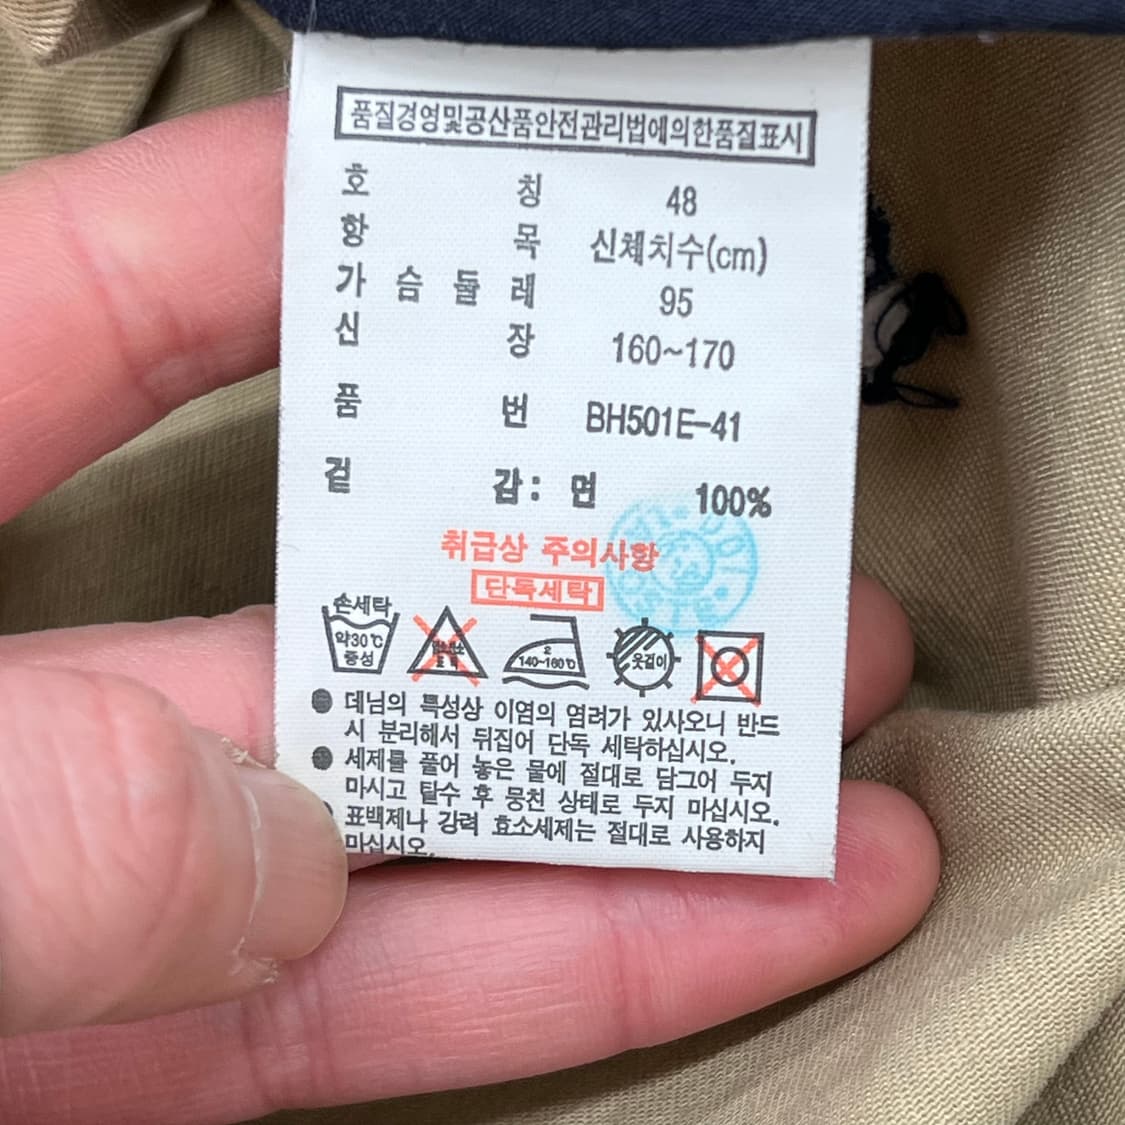 품질경영및공산품안전관리법에의한품질표시
호 칭 48
항 목 신체치수(cm)
가 슴 둘 레 95
신 장 160~170
품 번 BH501E-41
겉 감: 면 100%
취급상 주의사항
단독세탁
손세탁
약30℃
중성
2
140~160℃
옷걸이
● 데님의 특성상 이염의 염려가 있사오니 반드
시 분리해서 뒤집어 단독 세탁하십시오.
● 세제를 풀어 놓은 물에 절대로 담그어 두지
마시고 탈수 후 뭉친 상태로 두지 마십시오.
● 표백제나 강력 효소세제는 절대로 사용하지
마십시오.